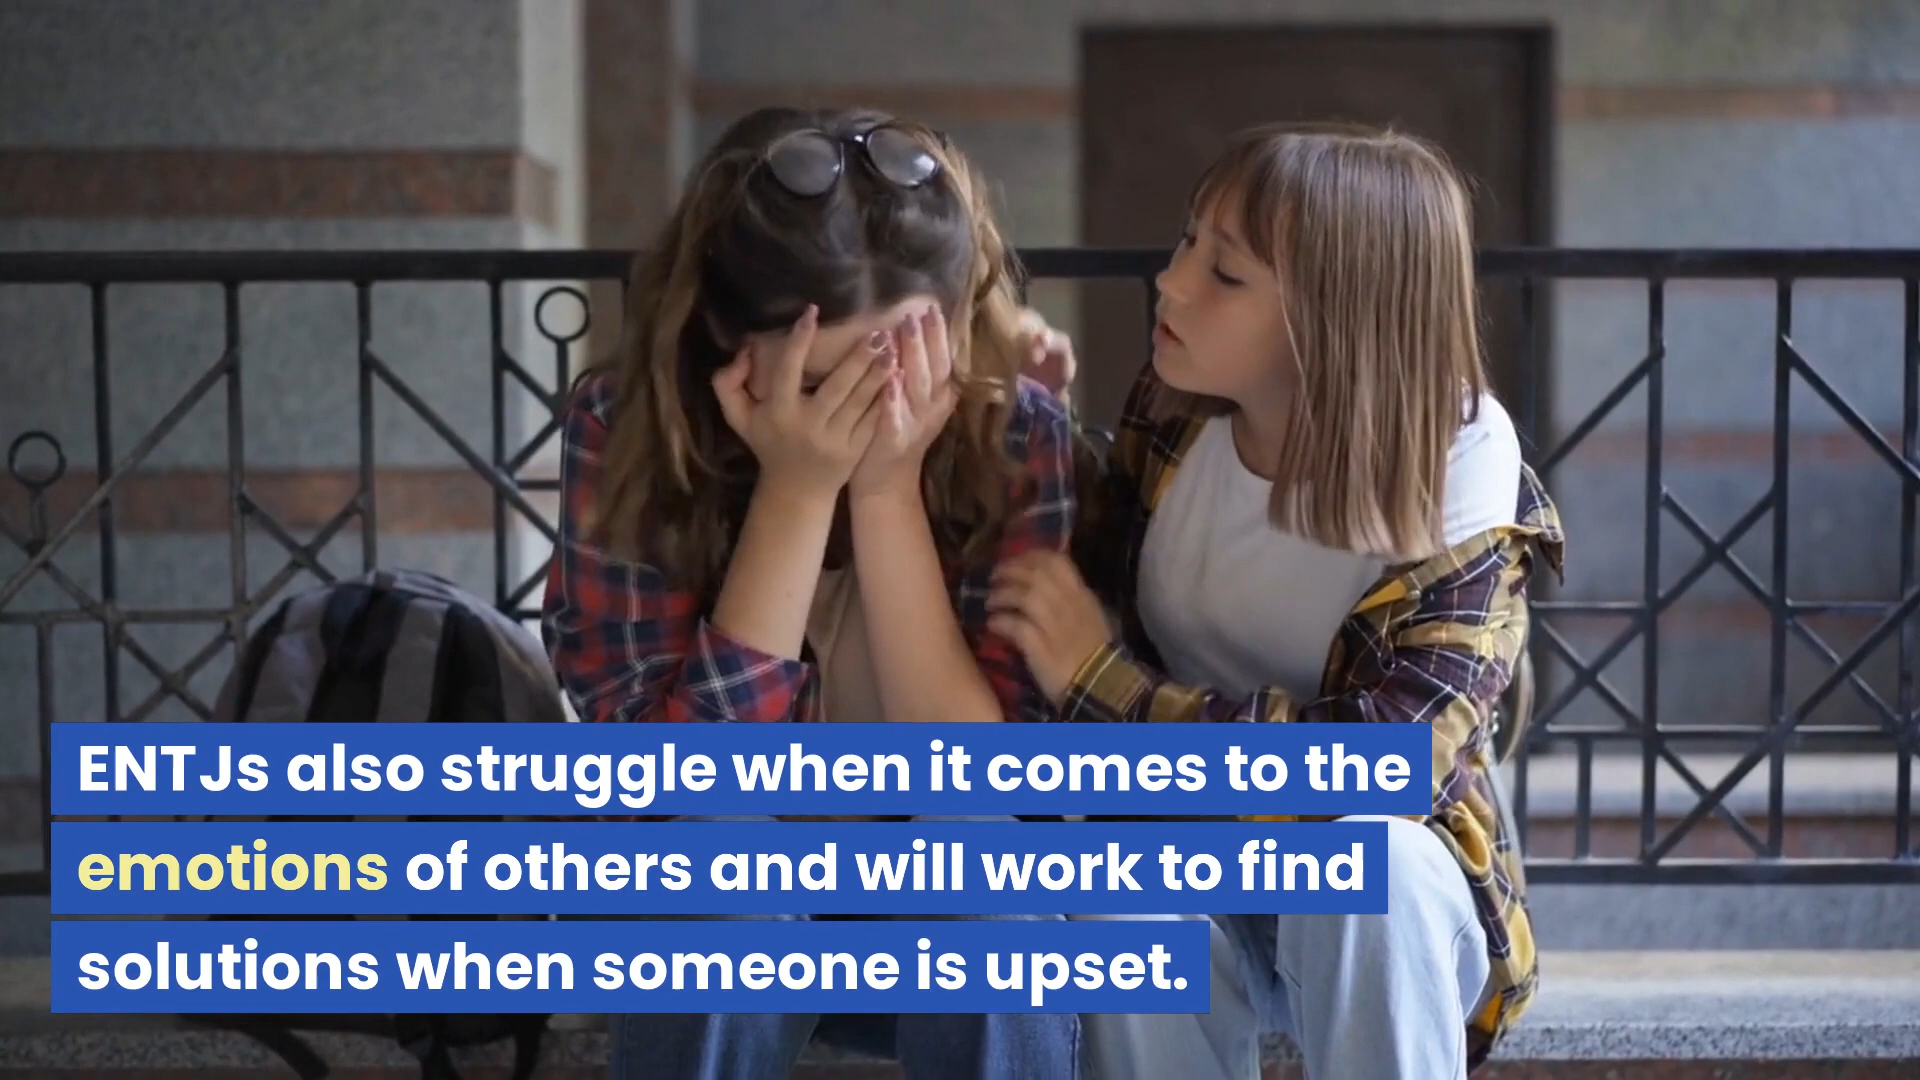 ENTJs also struggle when it comes to the
emotions of others and will work to find
solutions when someone is upset.